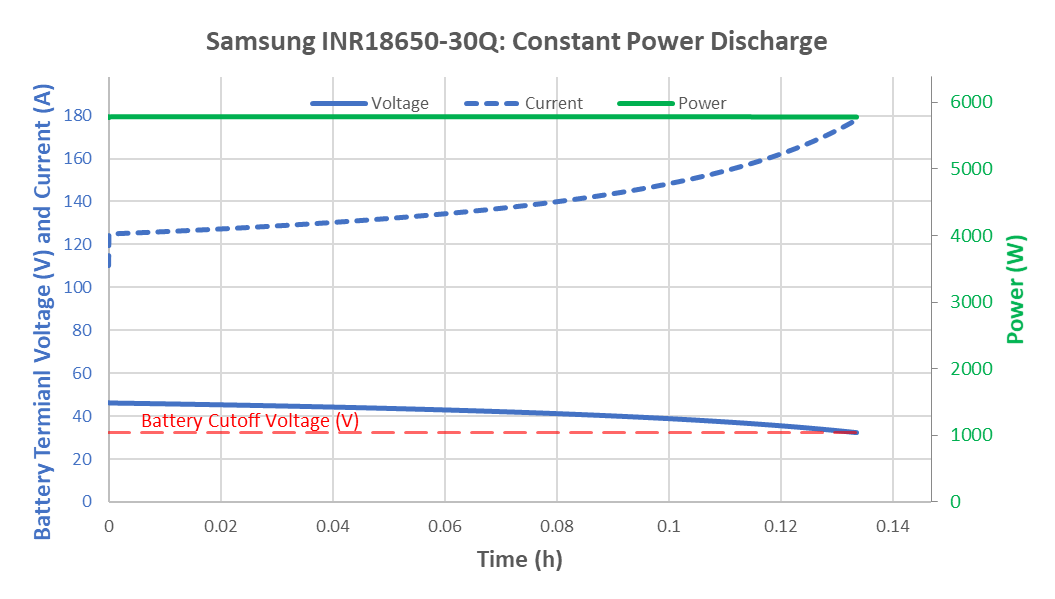 Samsung INR18650-30Q: Constant Power Discharge
Voltage Current Power
Battery Termianl Voltage (V) and Current (A)
180
160
140
120
100
80
60
40
20
0
6000
5000
4000
3000
2000
1000
0
Power (W)
Battery Cutoff Voltage (V)
0 0.02 0.04 0.06 0.08 0.1 0.12 0.14
Time (h)